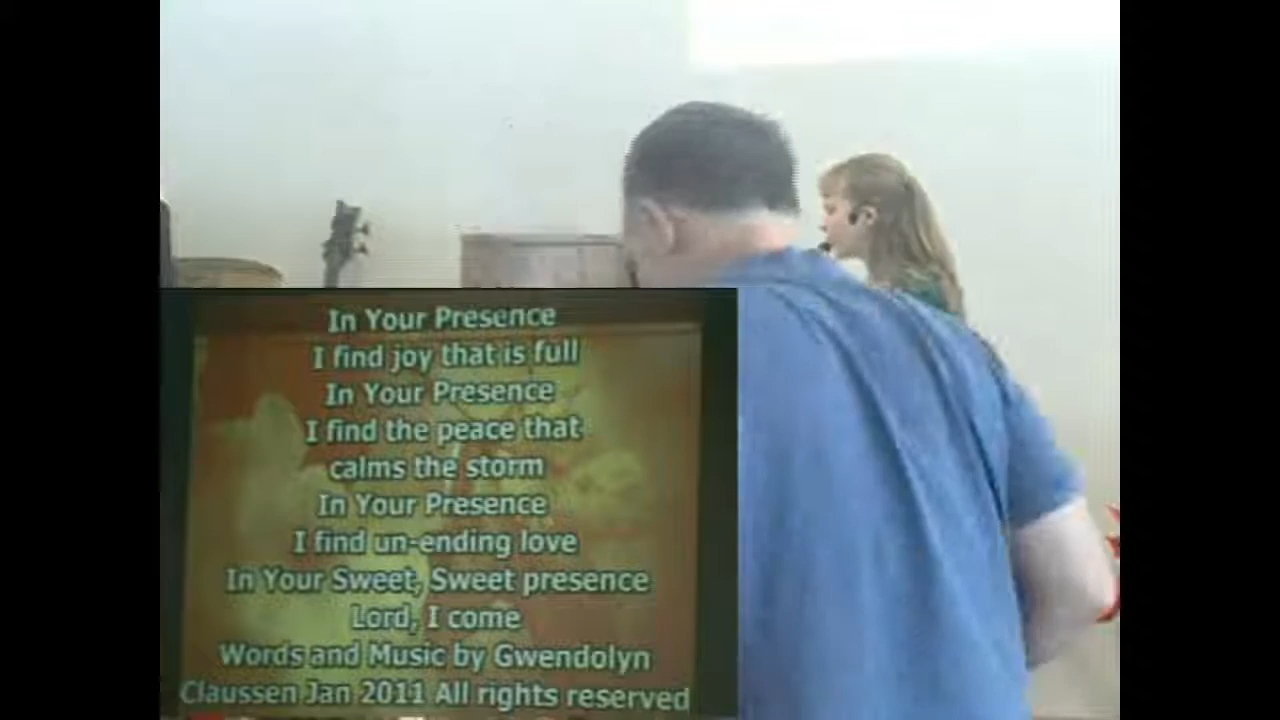 In Your Presence
I find joy that is full
In Your Presence
I find the peace that
calms the storm
In Your Presence
I find un-ending love
In Your Sweet, Sweet presence
Lord, I come
Words and Music by Gwendolyn
Claussen Jan 2011 All rights reserved